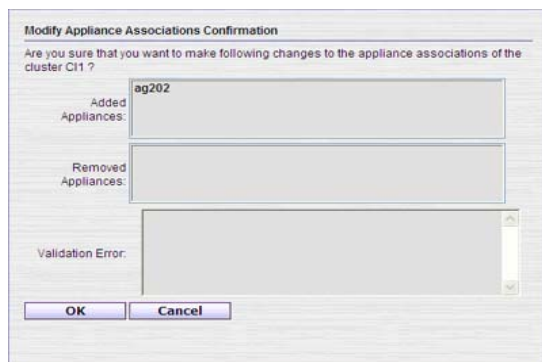 Modify Appliance Associations Confirmation
Are you sure that you want to make following changes to the appliance associations of the
cluster Cl1 ?
Added
Appliances:
ag202
Removed
Appliances:
Validation Error:
OK
Cancel